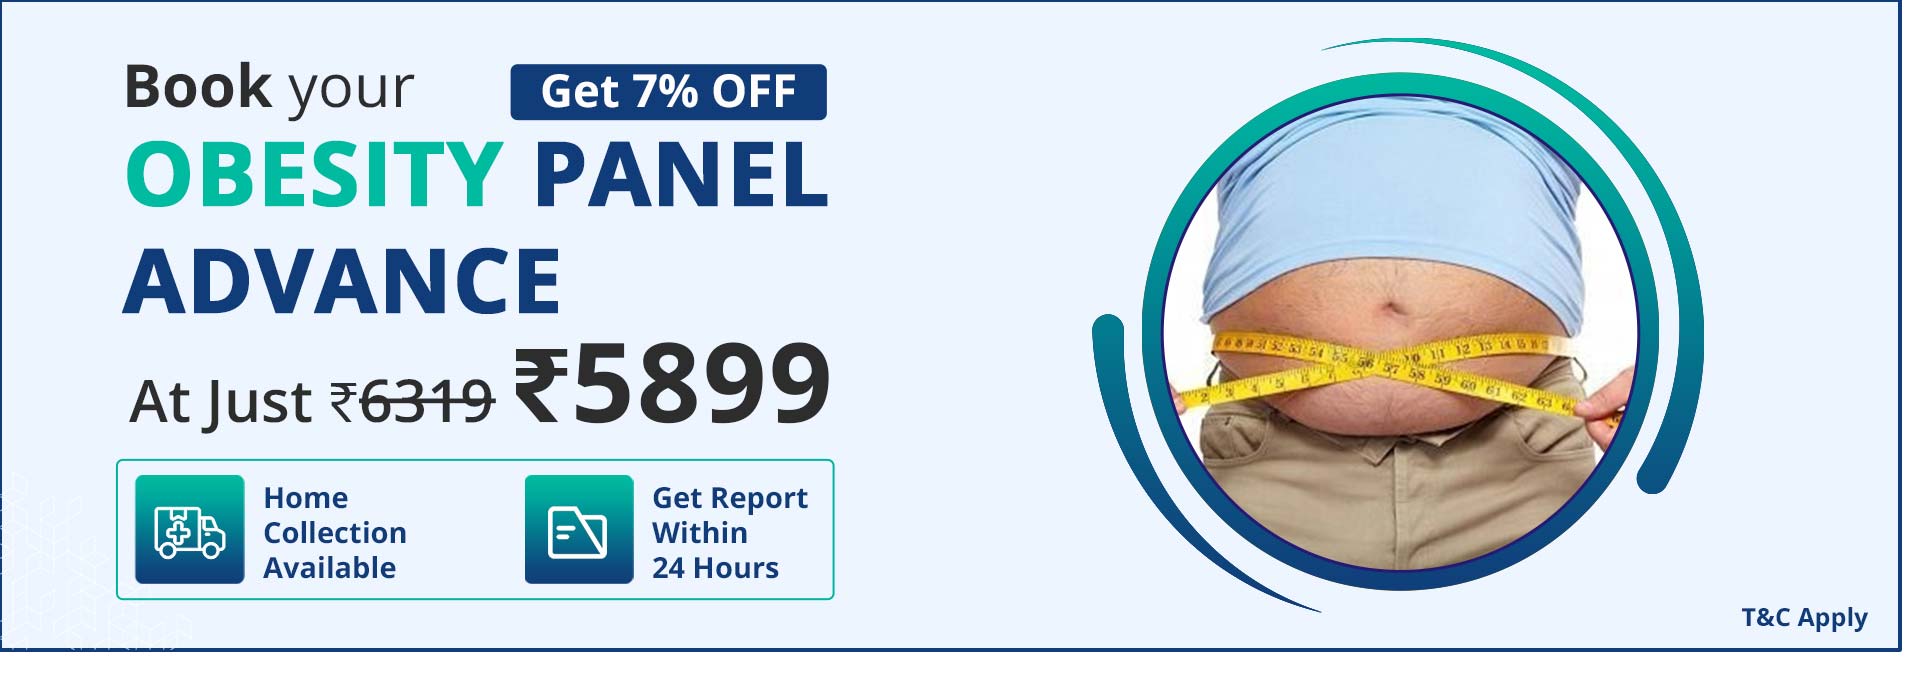 Book your
Get 7% OFF
OBESITY PANEL
ADVANCE
At Just ₹6319 ₹5899
Home
Collection
Available
Get Report
Within
24 Hours
T&C Apply